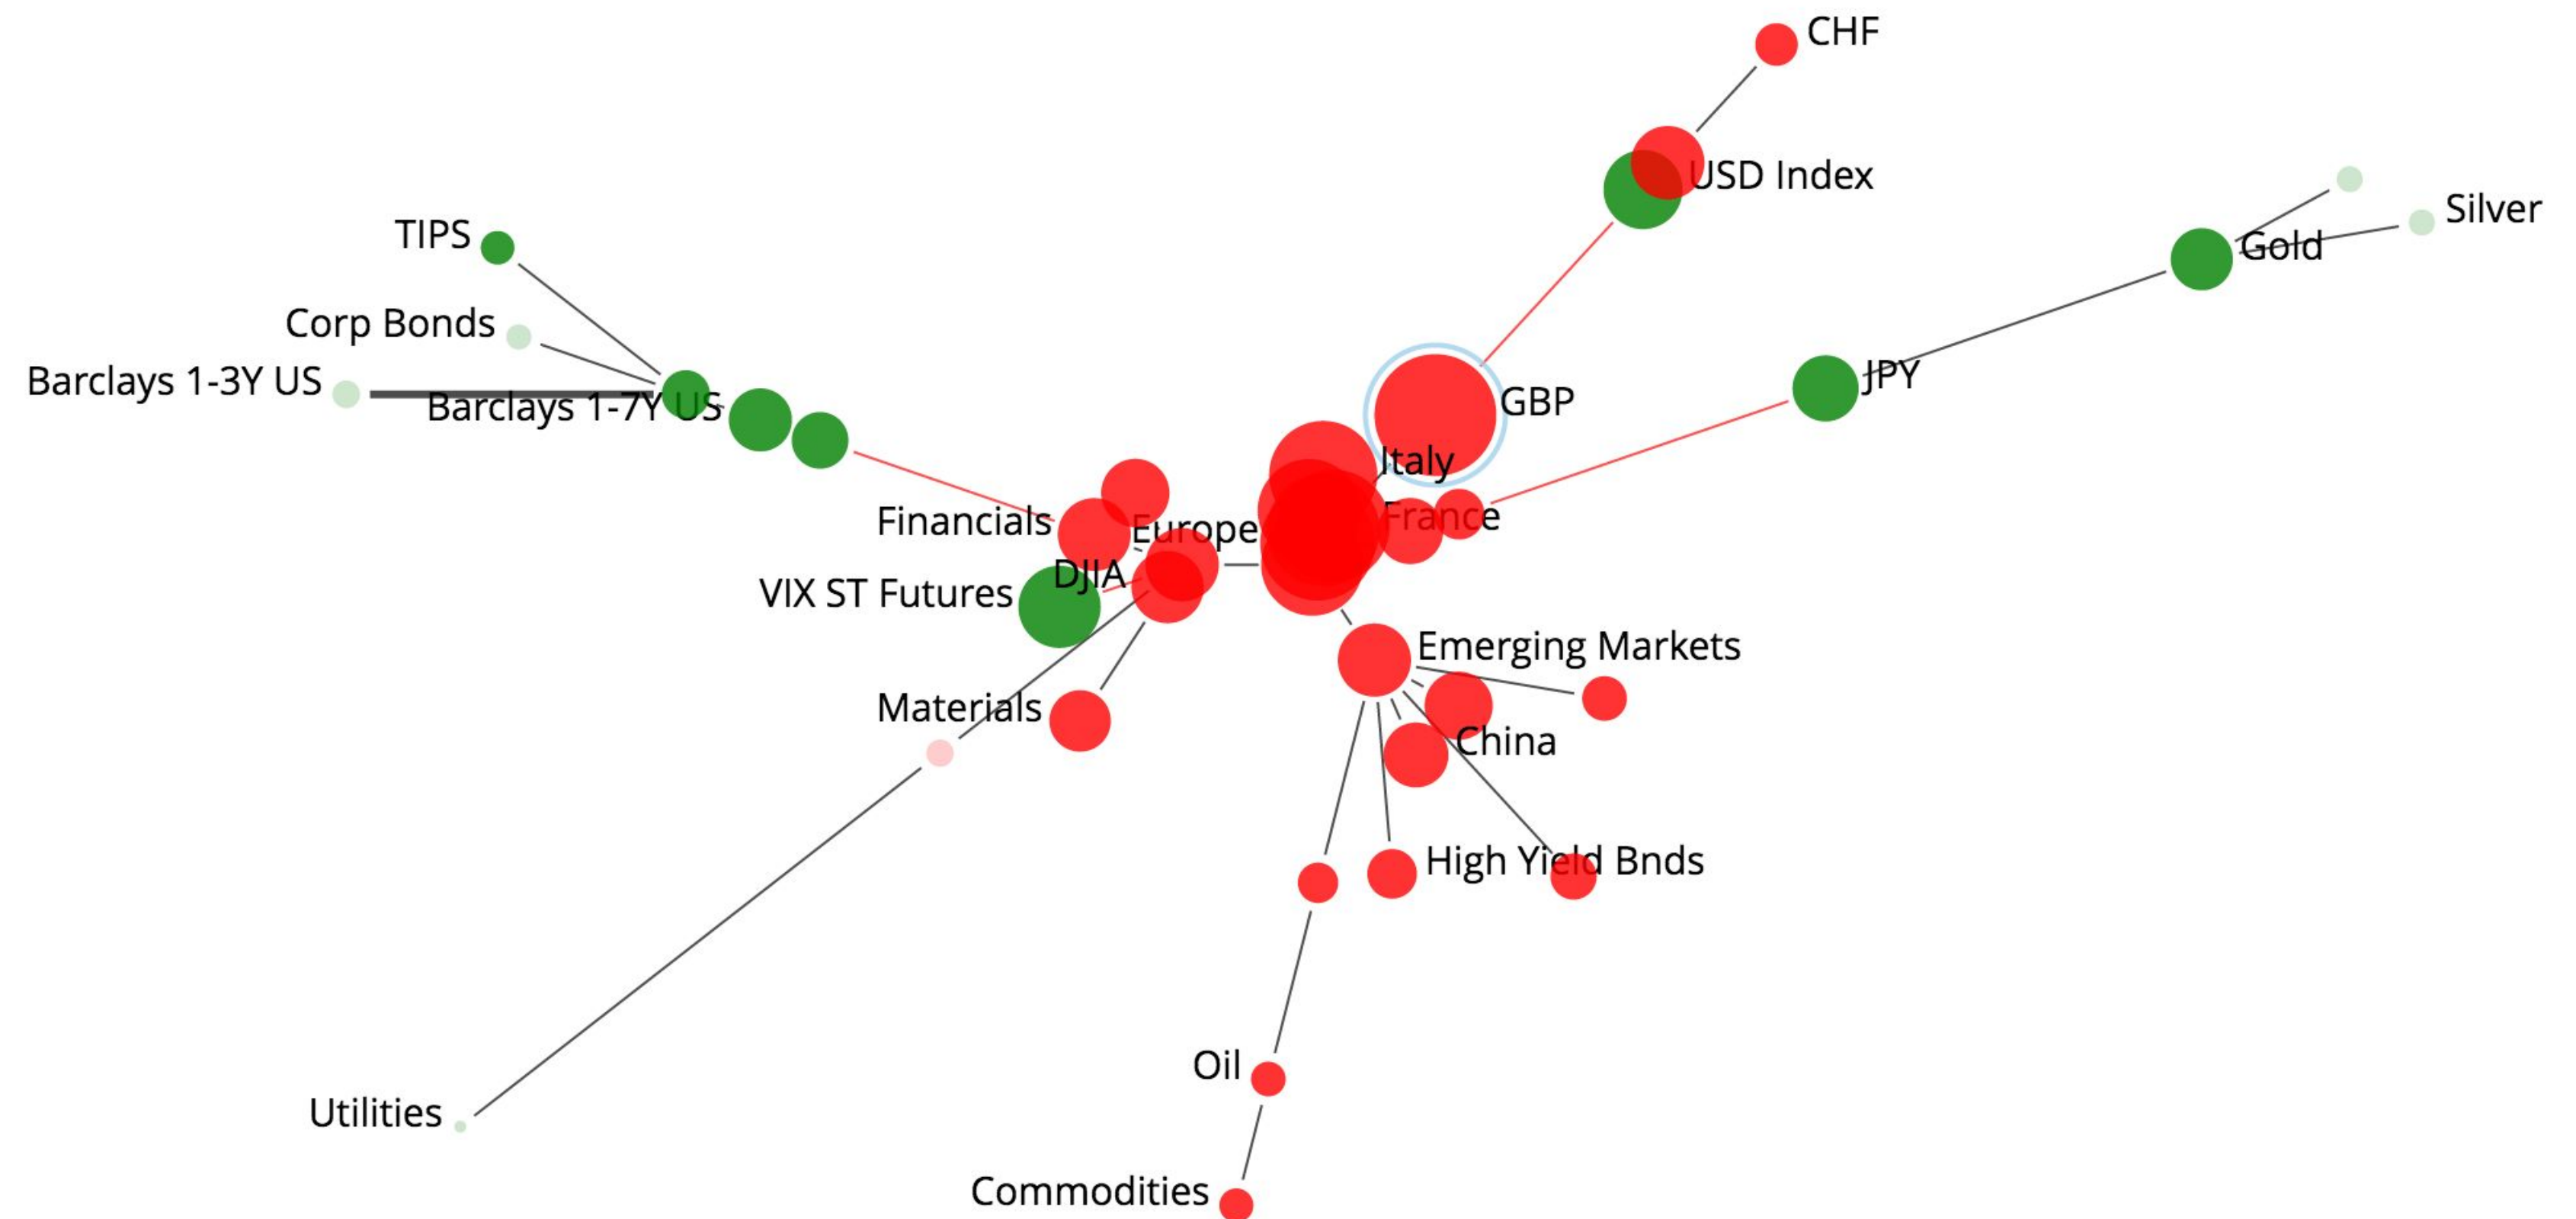 CHF
USD Index
Silver
TIPS
Gold
Corp Bonds
Barclays 1-3Y US
JPY
Barclays 1-7Y US
GBP
Italy
Financials
Europe
France
DJIA
VIX ST Futures
Emerging Markets
Materials
China
High Yield Bnds
Oil
Utilities
Commodities